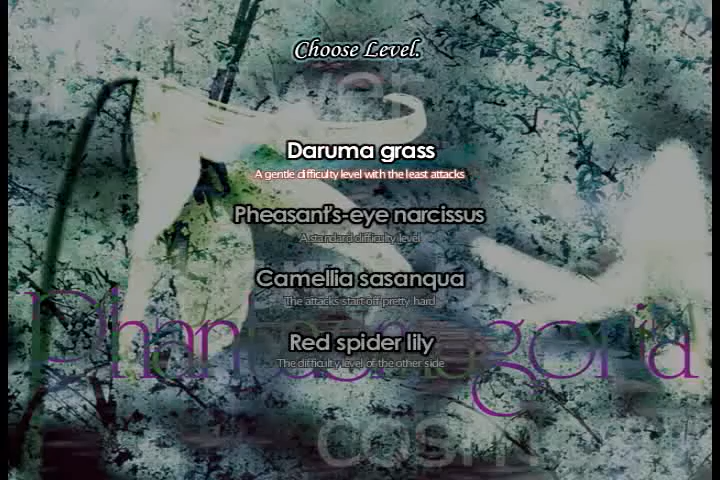 Choose Level.
Daruma grass
A gentle difficulty level with the least attacks
Pheasant's-eye narcissus
A standard difficulty level
Camellia sasanqua
The attacks start off pretty hard
Red spider lily
The difficulty level of the other side
Phantasmagoria